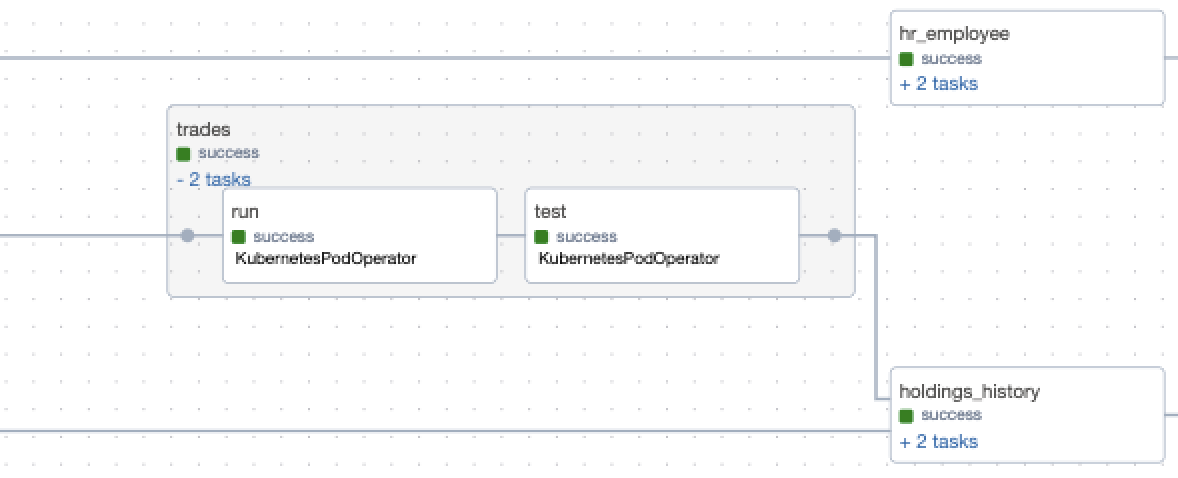 hr_employee
success
+ 2 tasks
trades
success
- 2 tasks
run
success
KubernetesPodOperator
test
success
KubernetesPodOperator
holdings_history
success
+ 2 tasks